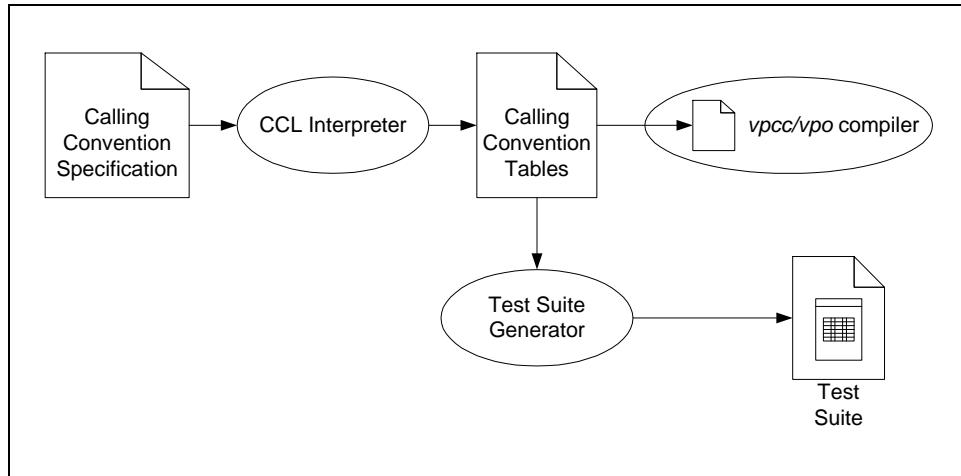 Calling
Convention
Specification
CCL Interpreter
Calling
Convention
Tables
vpcc/vpo compiler
Test Suite
Generator
Test
Suite